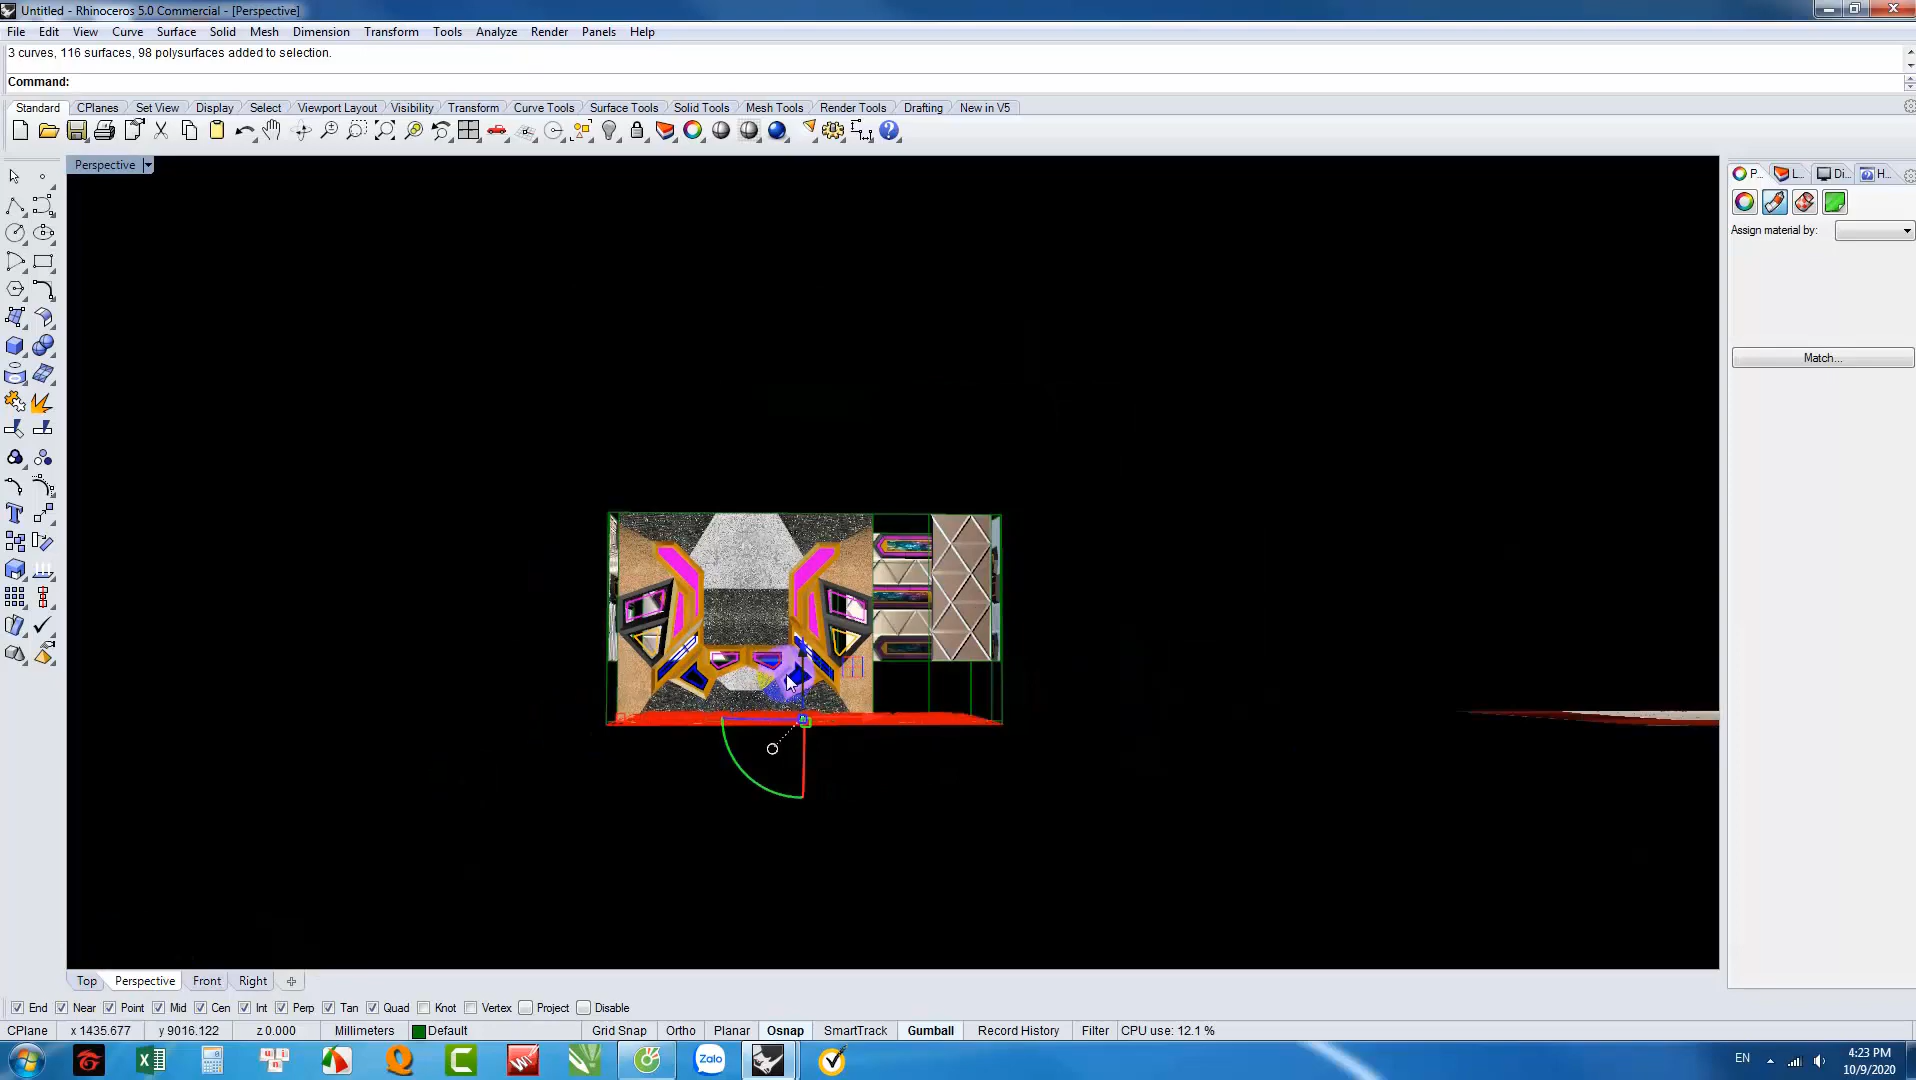 Untitled - Rhinoceros 5.0 Commercial - [Perspective]
File Edit View Curve Surface Solid Mesh Dimension Transform Tools Analyze Render Panels Help
3 curves, 116 surfaces, 98 polysurfaces added to selection.
Command:
Standard CPlanes Set View Display Select Viewport Layout Visibility Transform Curve Tools Surface Tools Solid Tools Mesh Tools Render Tools Drafting New in V5
Perspective
P... L... Di... H...
Assign material by:
Match...
Top Perspective Front Right
End Near Point Mid Cen Int Perp Tan Quad Knot Vertex Project Disable
CPlane x 1435.677 y 9016.122 z 0.000 Millimeters Default Grid Snap Ortho Planar Osnap SmartTrack Gumball Record History Filter CPU use: 12.1 %
Zalo
EN
4:23 PM
10/9/2020